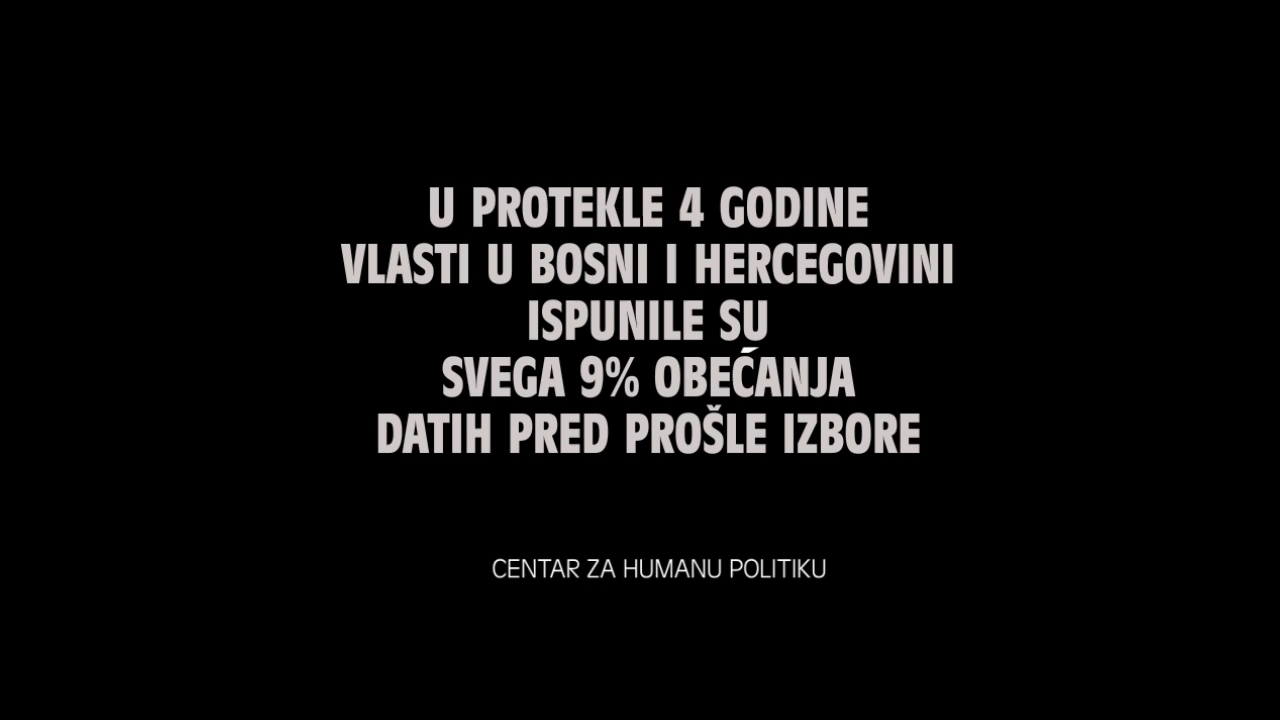 U PROTEKLE 4 GODINE
VLASTI U BOSNI I HERCEGOVINI
ISPUNILE SU
SVEGA 9% OBEĆANJA
DATIH PRED PROŠLE IZBORE
CENTAR ZA HUMANU POLITIKU